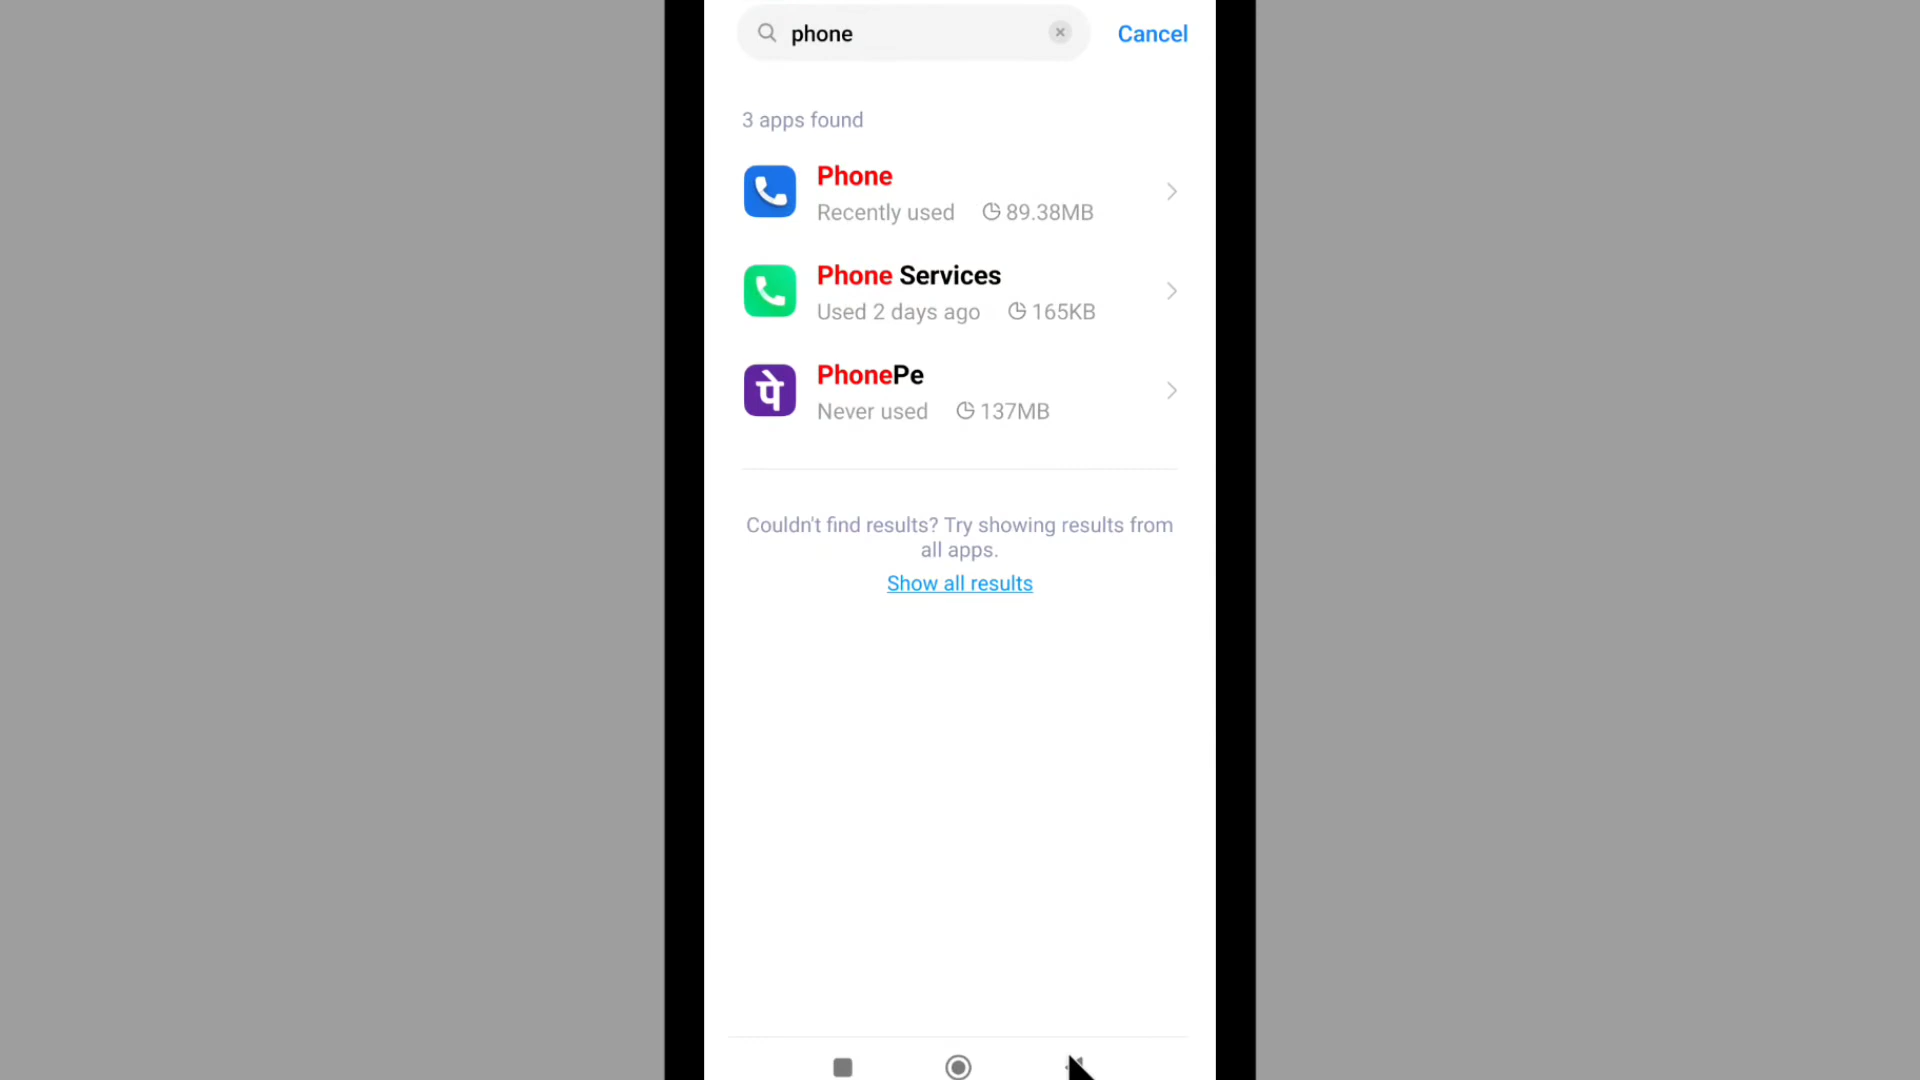 phone
Cancel
3 apps found
Phone
Recently used 89.38MB
Phone Services
Used 2 days ago 165KB
पे
PhonePe
Never used 137MB
Couldn't find results? Try showing results from
all apps.
Show all results